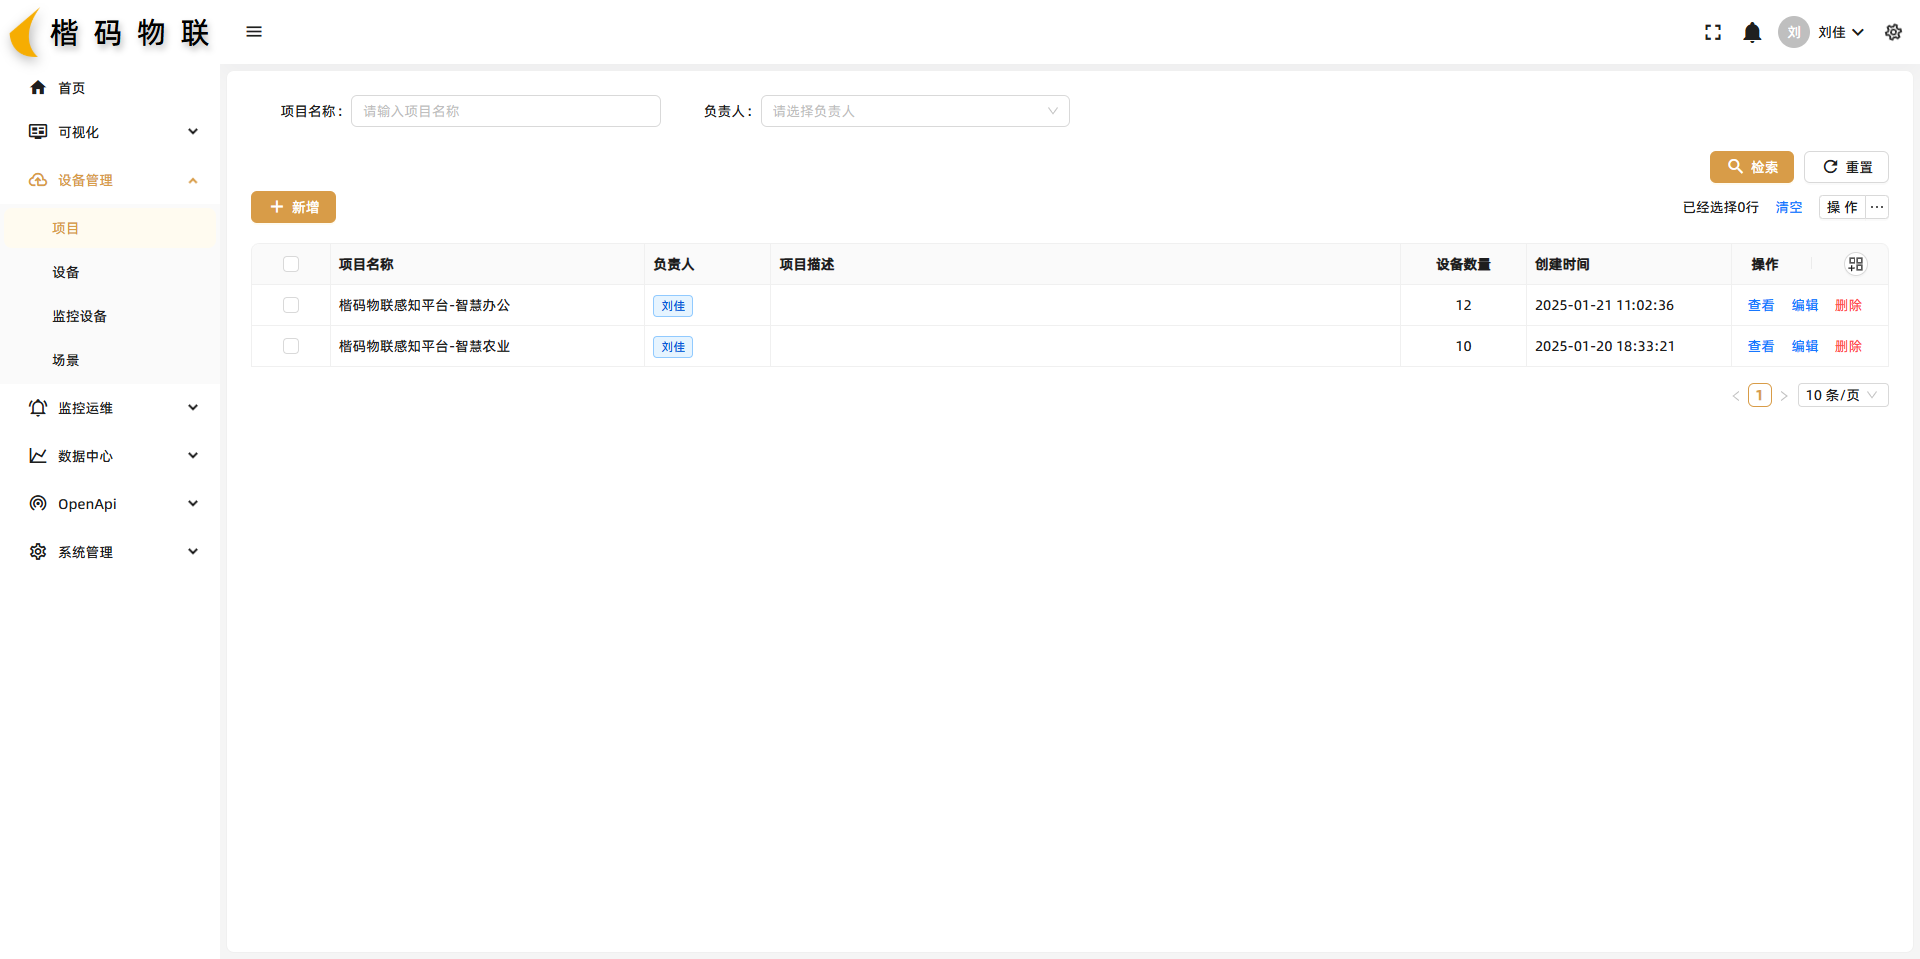 楷码物联
刘 刘佳
首页
可视化
设备管理
项目
设备
监控设备
场景
监控运维
数据中心
OpenApi
系统管理
项目名称： 请输入项目名称 负责人： 请选择负责人
检索 重置
新增 已经选择0行 清空 操 作 ···
项目名称 负责人 项目描述 设备数量 创建时间 操作
楷码物联感知平台-智慧办公 刘佳 12 2025-01-21 11:02:36 查看 编辑 删除
楷码物联感知平台-智慧农业 刘佳 10 2025-01-20 18:33:21 查看 编辑 删除
< 1 > 10 条/页